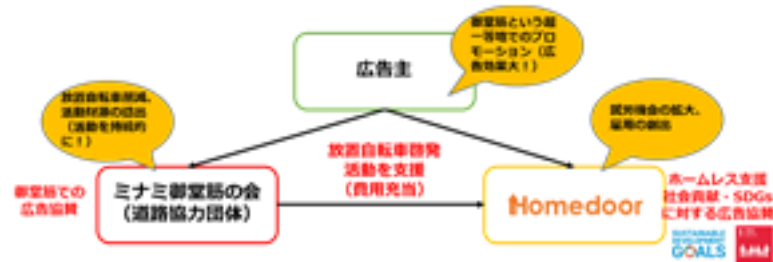 御堂筋という超
一等地でのプロ
モーション（広
告効果大！）
広告主
放置自転車削減、
活動財源の捻出
（活動を持続的
に！）
就労機会の拡大、
雇用の創出
放置自転車啓発
活動を支援
（費用充当）
御堂筋での
広告協賛
ミナミ御堂筋の会
（道路協力団体）
Homedoor
ホームレス支援
社会貢献・SDGs
に対する広告協賛
SUSTAINABLE
DEVELOPMENT
GOALS